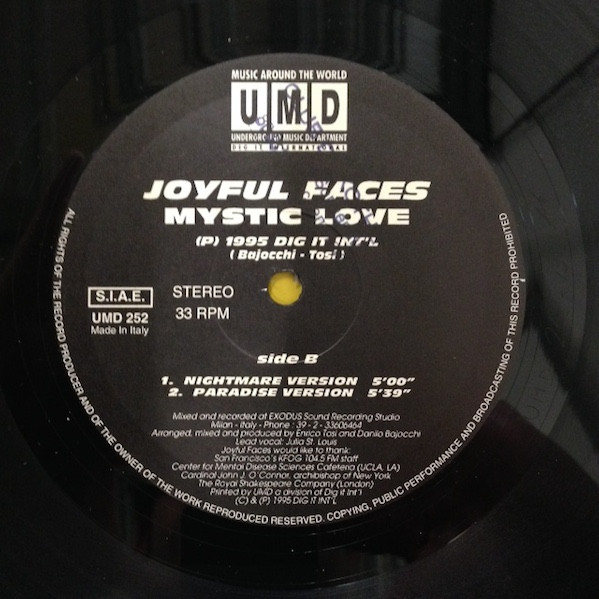 MUSIC AROUND THE WORLD
UMD
UNDERGROUND MUSIC DEPARTMENT
DIG IT INTERNATIONAL
JOYFUL FACES
MYSTIC LOVE
(P) 1995 DIG IT INT'L
( Bajocchi - Tosi )
S.I.A.E.
UMD 252
Made in Italy
STEREO
33 RPM
side B
1. NIGHTMARE VERSION 5'00"
2. PARADISE VERSION 5'39"
Mixed and recorded at EXODUS Sound Recording Studio
Milan - Italy - Phone : 39 - 2 - 33606464
Arranged, mixed and produced by Enrico Tosi and Danilo Bajocchi
Lead vocal: Julia St. Louis
Joyful Faces would like to thank:
San Francisco's KFOG 104.5 FM staff
Center for Mental Disease Sciences Cafeteria (UCLA, LA)
Cardinal John J. O'Connor, archibishop of New York
The Royal Shakespeare Company (London)
Printed by UMD a division of Dig it Int'l
(C) & (P) 1995 DIG IT INT'L
ALL RIGHTS OF THE RECORD PRODUCER AND OF THE OWNER OF THE WORK REPRODUCED RESERVED. COPYING, PUBLIC PERFORMANCE AND BROADCASTING OF THIS RECORD PROHIBITED